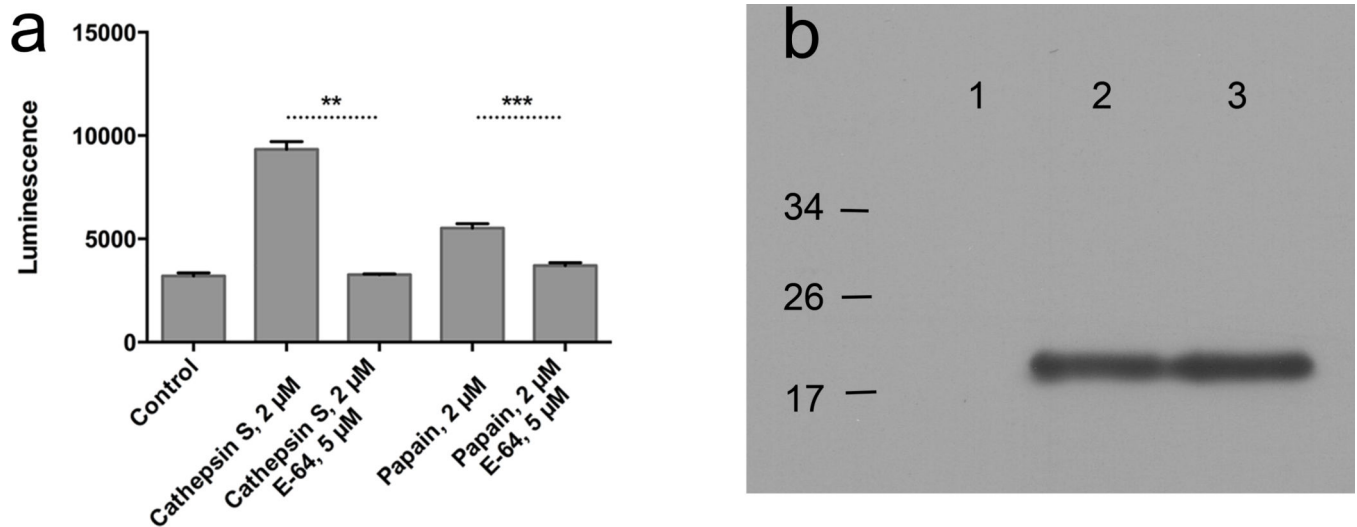 a
15000
10000
5000
0
Luminescence
**
***
Control
Cathepsin S, 2 µM
Cathepsin S, 2 µM
E-64, 5 µM
Papain, 2 µM
Papain, 2 µM
E-64, 5 µM
b
1 2 3
34
26
17